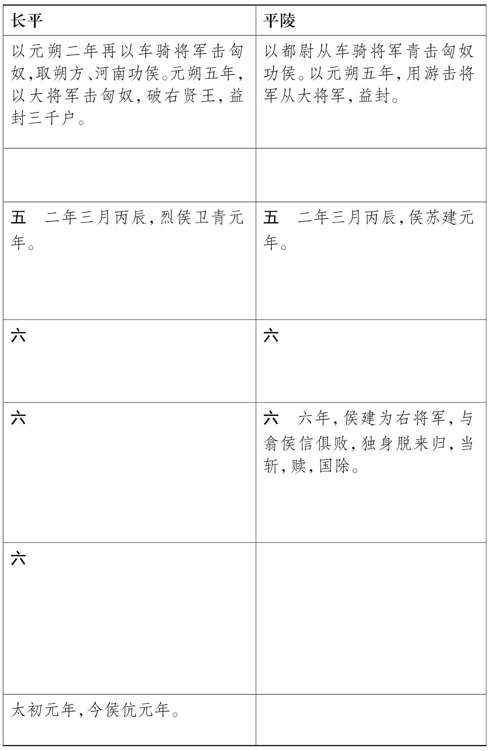 长平
平陵
以元朔二年再以车骑将军击匈
奴,取朔方、河南功侯。元朔五年,
以大将军击匈奴,破右贤王,益
封三千户。
以都尉从车骑将军青击匈奴
功侯。以元朔五年,用游击将
军从大将军,益封。
五 二年三月丙辰,烈侯卫青元
年。
五 二年三月丙辰,侯苏建元
年。
六
六
六
六 六年,侯建为右将军,与
翕侯信俱败,独身脱来归,当
斩,赎,国除。
六
太初元年,今侯伉元年。